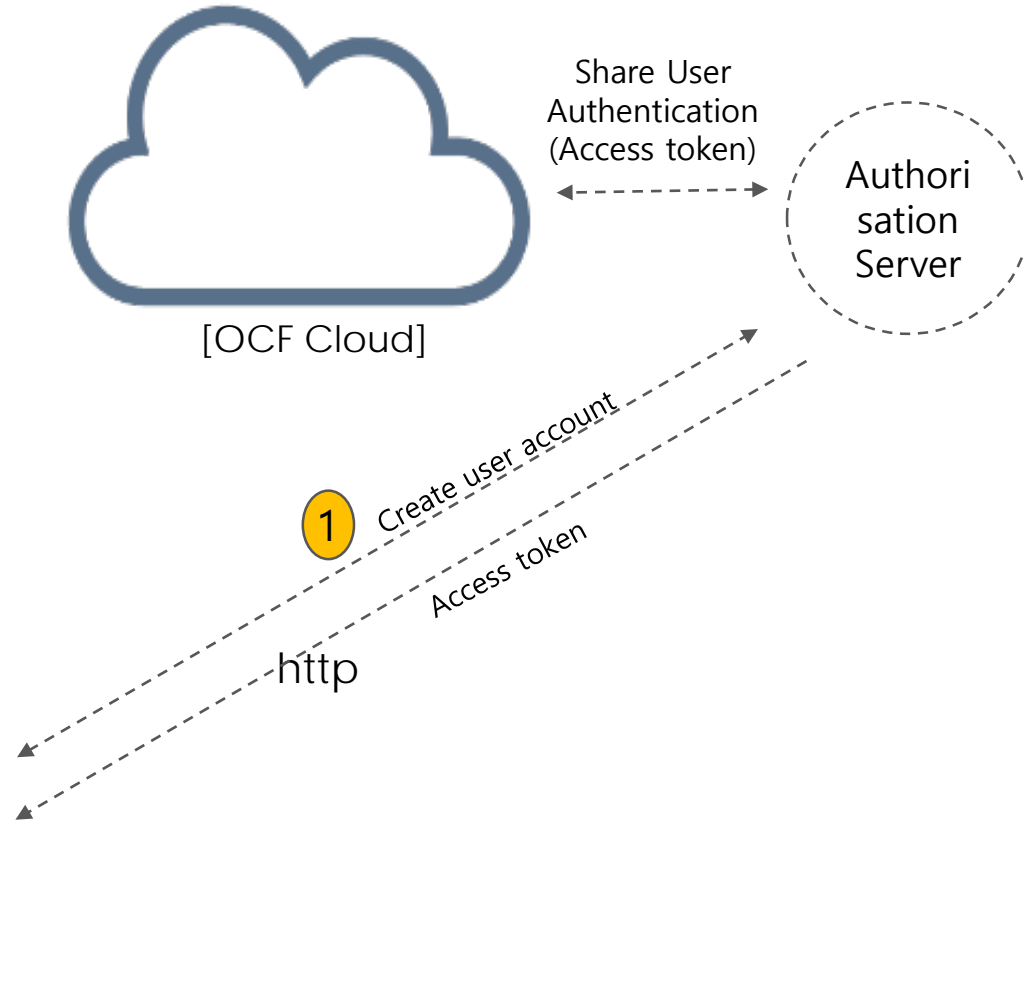 Share User
Authentication
(Access token)
Authori
sation
Server
[OCF Cloud]
Create user account
1
Access token
http